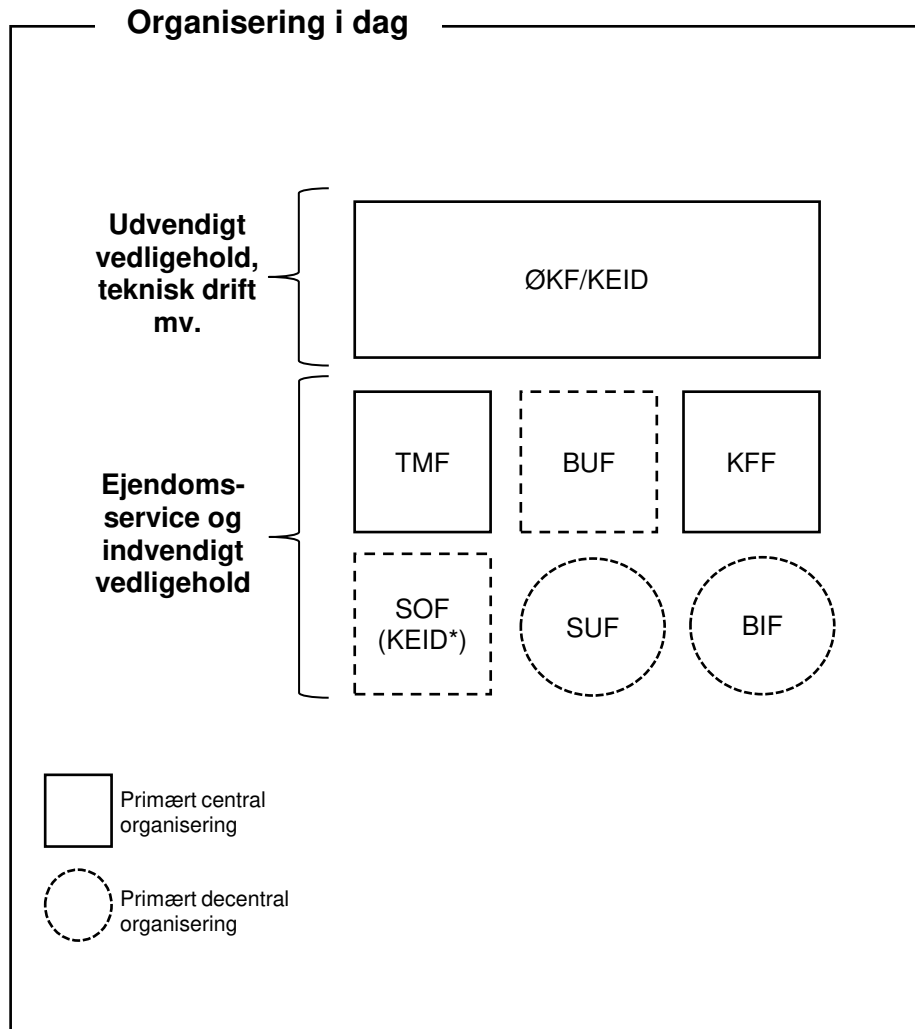 Organisering i dag
Udvendigt
vedligehold,
teknisk drift
mv.
ØKF/KEID
Ejendoms-
service og
indvendigt
vedligehold
TMF
BUF
KFF
SOF
(KEID*)
SUF
BIF
Primært central
organisering
Primært decentral
organisering